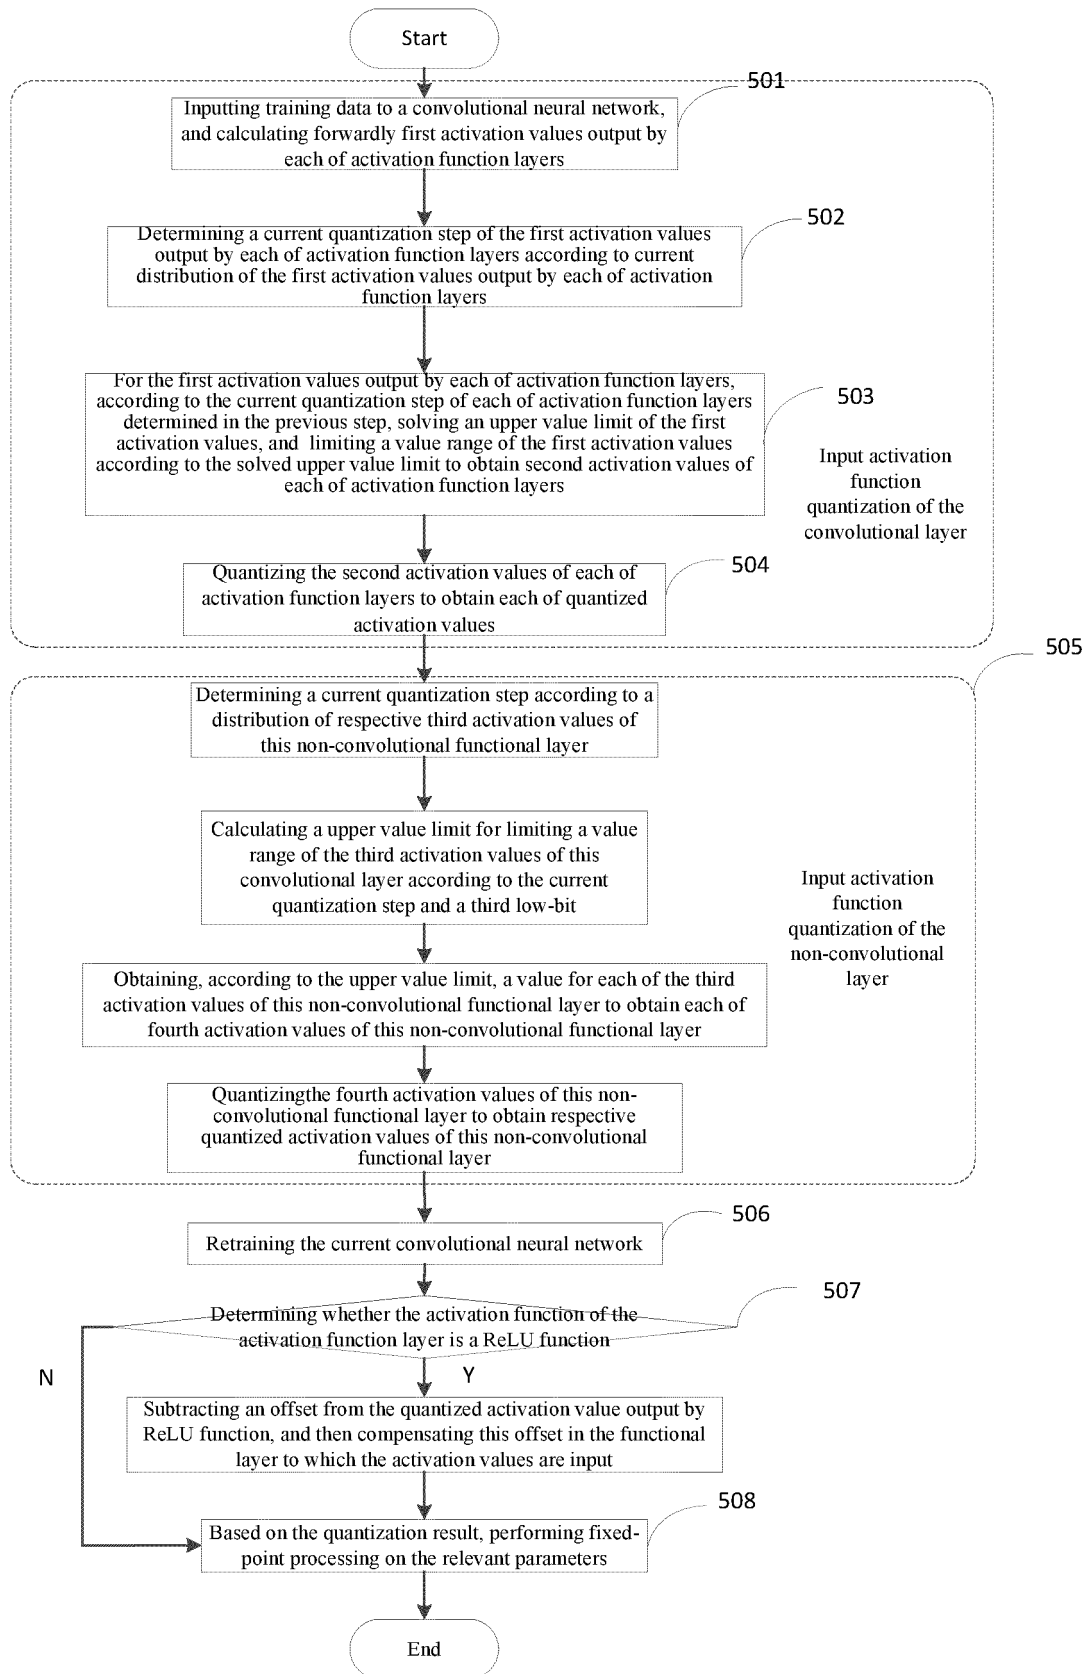 Start
501
Inputting training data to a convolutional neural network,
and calculating forwardly first activation values output by
each of activation function layers
502
Determining a current quantization step of the first activation values
output by each of activation function layers according to current
distribution of the first activation values output by each of activation
function layers
For the first activation values output by each of activation function layers,
according to the current quantization step of each of activation function layers
determined in the previous step, solving an upper value limit of the first
activation values, and limiting a value range of the first activation values
according to the solved upper value limit to obtain second activation values of
each of activation function layers
503
Input activation
function
quantization of the
convolutional layer
504
Quantizing the second activation values of each of
activation function layers to obtain each of quantized
activation values
505
Determining a current quantization step according to a
distribution of respective third activation values of
this non-convolutional functional layer
Calculating a upper value limit for limiting a value
range of the third activation values of this
convolutional layer according to the current
quantization step and a third low-bit
Input activation
function
quantization of the
non-convolutional
layer
Obtaining, according to the upper value limit, a value for each of the third
activation values of this non-convolutional functional layer to obtain each of
fourth activation values of this non-convolutional functional layer
Quantizingthe fourth activation values of this non-
convolutional functional layer to obtain respective
quantized activation values of this non-convolutional
functional layer
506
Retraining the current convolutional neural network
507
Determining whether the activation function of the
activation function layer is a ReLU function
N
Y
Subtracting an offset from the quantized activation value output by
ReLU function, and then compensating this offset in the functional
layer to which the activation values are input
508
Based on the quantization result, performing fixed-
point processing on the relevant parameters
End